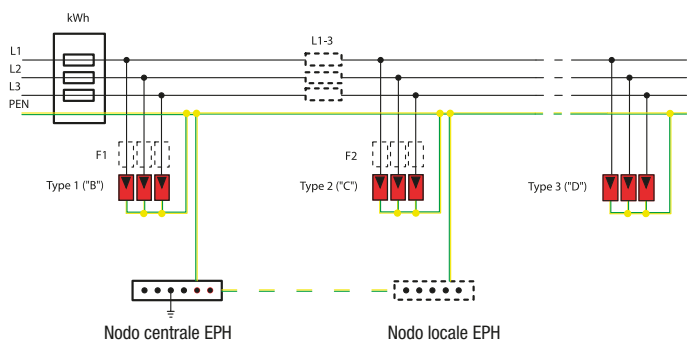 kWh
L1-3
L1
L2
L3
PEN
F1
F2
Type 1 ("B")
Type 2 ("C")
Type 3 ("D")
Nodo centrale EPH
Nodo locale EPH